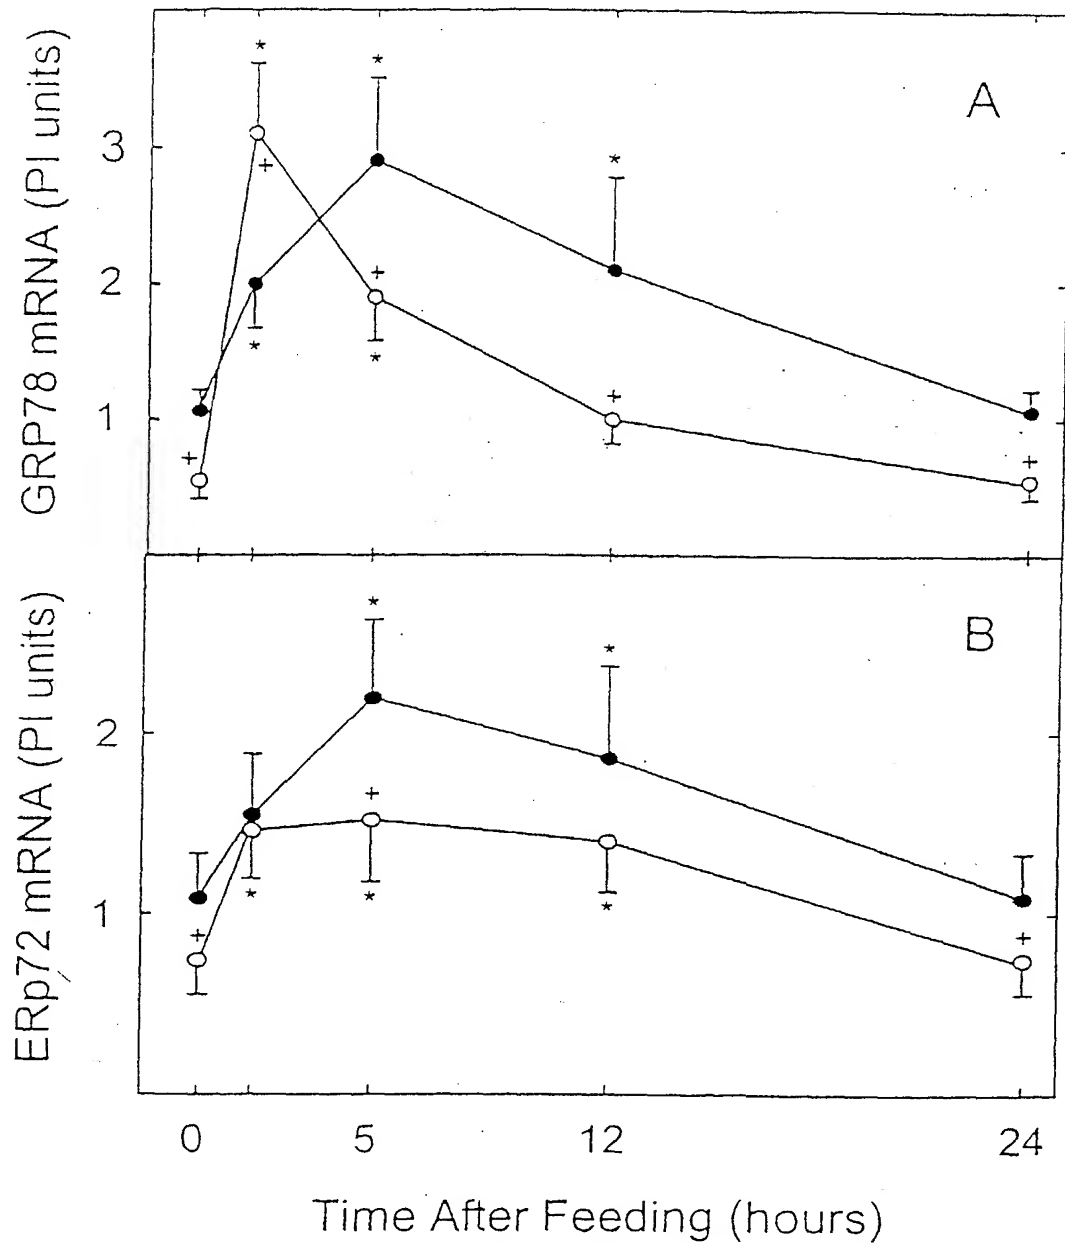 A
GRP78 mRNA (PI units)
3
2
1
* * *
+ + + +
* *
B
ERp72 mRNA (PI units)
2
1
* *
+ + +
* * *
0 5 12 24
Time After Feeding (hours)